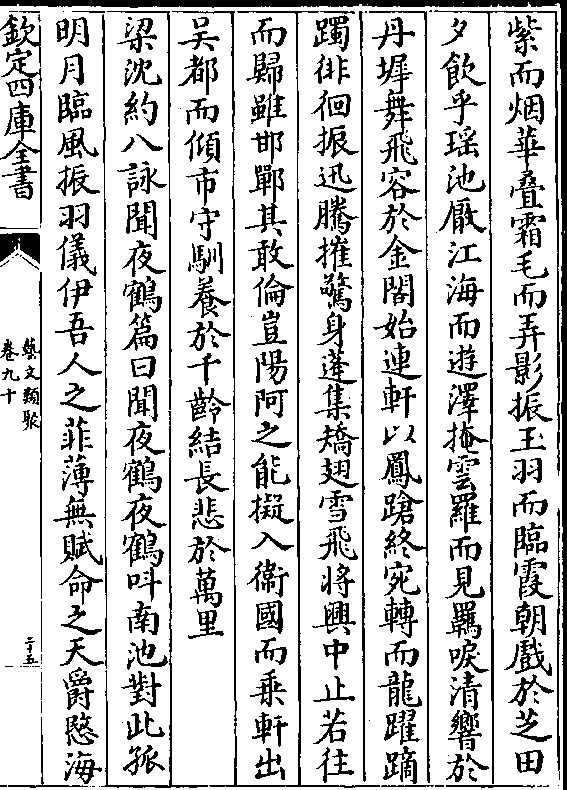 紫而烟華疊霜毛而弄影振玉羽而臨霞朝戲於芝田
夕飲乎瑶池厭江海而遊澤掩雲羅而見羈唳清響於
丹墀舞飛容於金閣始連軒以鳳蹌終宛轉而龍躍躑
躅徘徊振迅騰摧驚身蓬集矯翅雪飛將興中止若往
而歸雖邯鄲其敢倫豈陽阿之能擬入衛國而乗軒出
吴都而傾市守馴養於千齡結長悲於萬里
梁沈約八詠聞夜鶴篇曰聞夜鶴夜鶴呌南池對此孤
明月臨風振羽儀伊吾人之菲薄無賦命之天爵愍海
欽定四庫全書
藝文類聚
卷九十
二十五